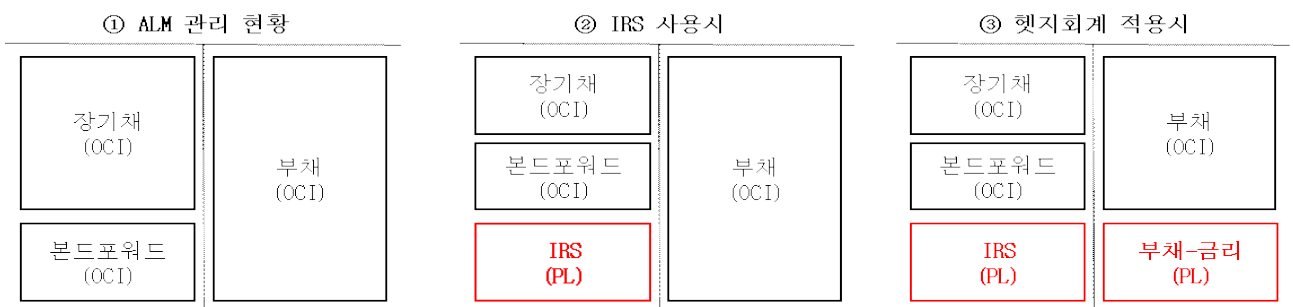 ① ALM 관리 현황
장기채
(OCI)
본드포워드
(OCI)
부채
(OCI)
② IRS 사용시
장기채
(OCI)
본드포워드
(OCI)
IRS
(PL)
부채
(OCI)
③ 헷지회계 적용시
장기채
(OCI)
본드포워드
(OCI)
IRS
(PL)
부채
(OCI)
부채-금리
(PL)